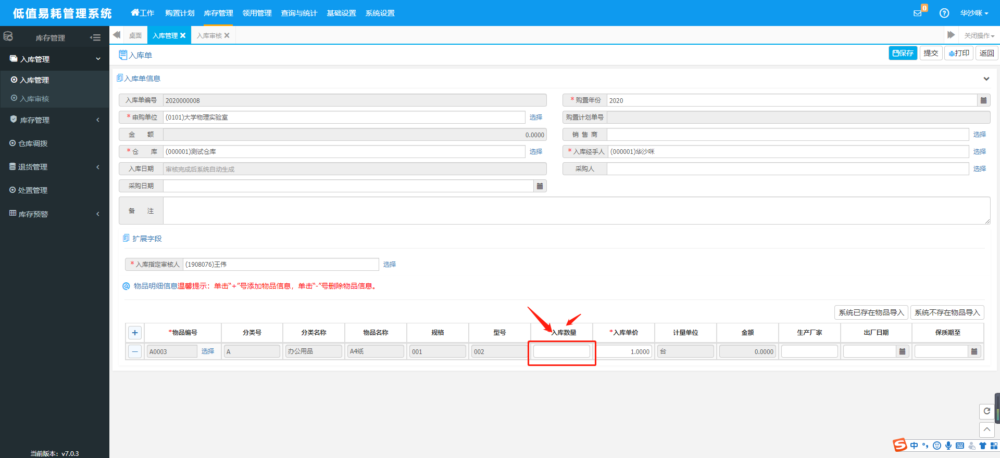 低值易耗管理系统
工作 购置计划 库存管理 领用管理 查询与统计 基础设置 系统设置
0
华沙咪
库存管理
桌面 入库管理 入库审核 关闭操作
入库管理
入库管理
入库审核
库存管理
仓库调拨
退货管理
处置管理
库存预警
当前版本：v7.0.3
入库单
保存 提交 打印 返回
入库单信息
入库单编号 2020000008
* 购置年份 2020
* 申购单位 (0101)大学物理实验室 选择
购置计划单号
金 额 0.0000
销 售 商 选择
* 仓 库 (000001)测试仓库 选择
* 入库经手人 (000001)华沙咪 选择
入库日期 审核完成后系统自动生成
采购人 选择
采购日期
备 注
扩展字段
* 入库指定审核人 (1908076)王伟 选择
物品明细信息温馨提示：单击“+”号添加物品信息，单击“-”号删除物品信息。
系统已存在物品导入 系统不存在物品导入
+ *物品编号 分类号 分类名称 物品名称 规格 型号 入库数量 *入库单价 计量单位 金额 生产厂家 出厂日期 保质期至
— A0003 选择 A 办公用品 A4纸 001 002 1.0000 台 0.0000
中